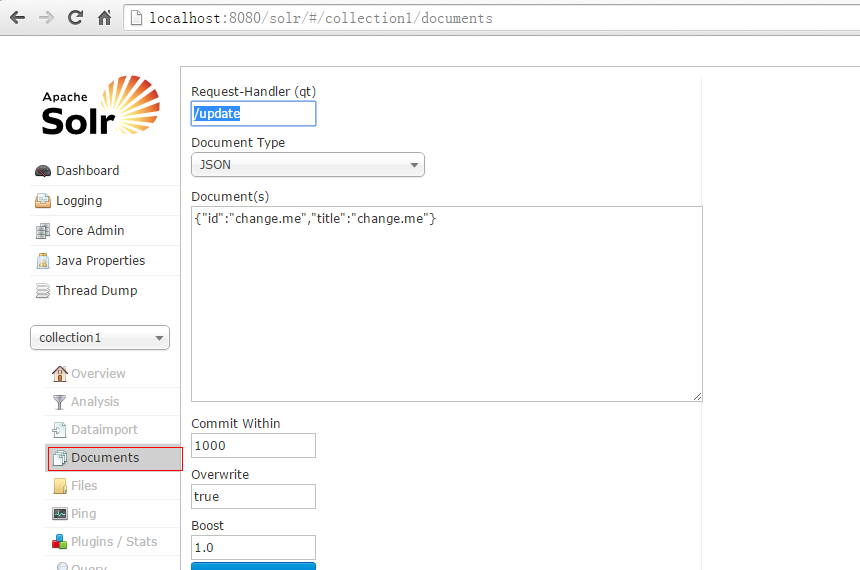 localhost:8080/solr/#/collection1/documents
Apache
Solr
Dashboard
Logging
Core Admin
Java Properties
Thread Dump
collection1
Overview
Analysis
Dataimport
Documents
Files
Ping
Plugins / Stats
Query
Request-Handler (qt)
/update
Document Type
JSON
Document(s)
{"id":"change.me","title":"change.me"}
Commit Within
1000
Overwrite
true
Boost
1.0